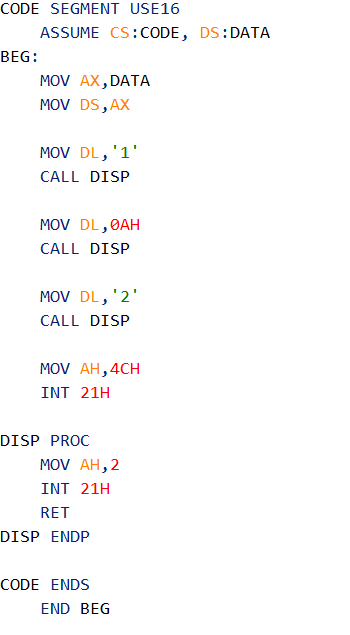 CODE SEGMENT USE16
    ASSUME CS:CODE, DS:DATA
BEG:
    MOV AX,DATA
    MOV DS,AX

    MOV DL,'1'
    CALL DISP

    MOV DL,0AH
    CALL DISP

    MOV DL,'2'
    CALL DISP

    MOV AH,4CH
    INT 21H

DISP PROC
    MOV AH,2
    INT 21H
    RET
DISP ENDP

CODE ENDS
    END BEG